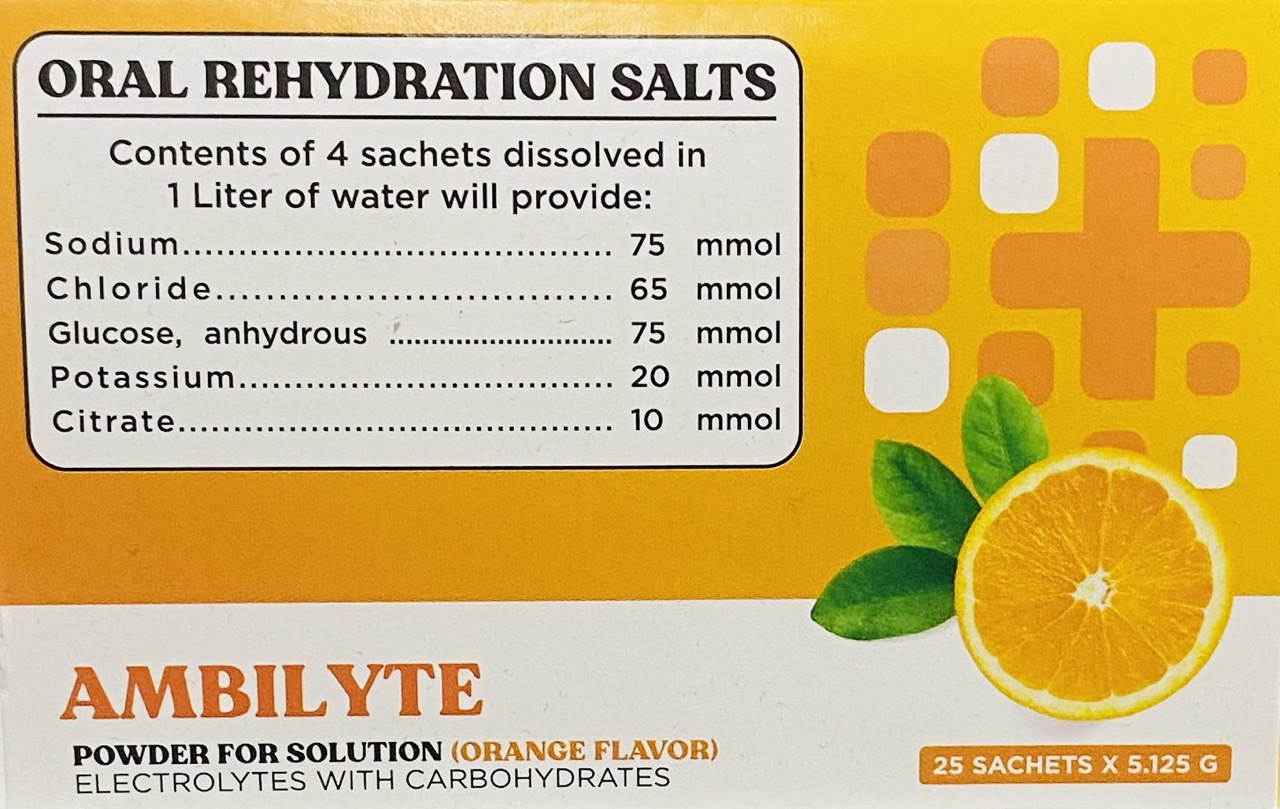 ORAL REHYDRATION SALTS
Contents of 4 sachets dissolved in
1 Liter of water will provide:
Sodium........................................ 75 mmol
Chloride.................................. 65 mmol
Glucose, anhydrous ............................ 75 mmol
Potassium.................................. 20 mmol
Citrate........................................ 10 mmol
AMBILYTE
POWDER FOR SOLUTION (ORANGE FLAVOR)
ELECTROLYTES WITH CARBOHYDRATES
25 SACHETS X 5.125 G